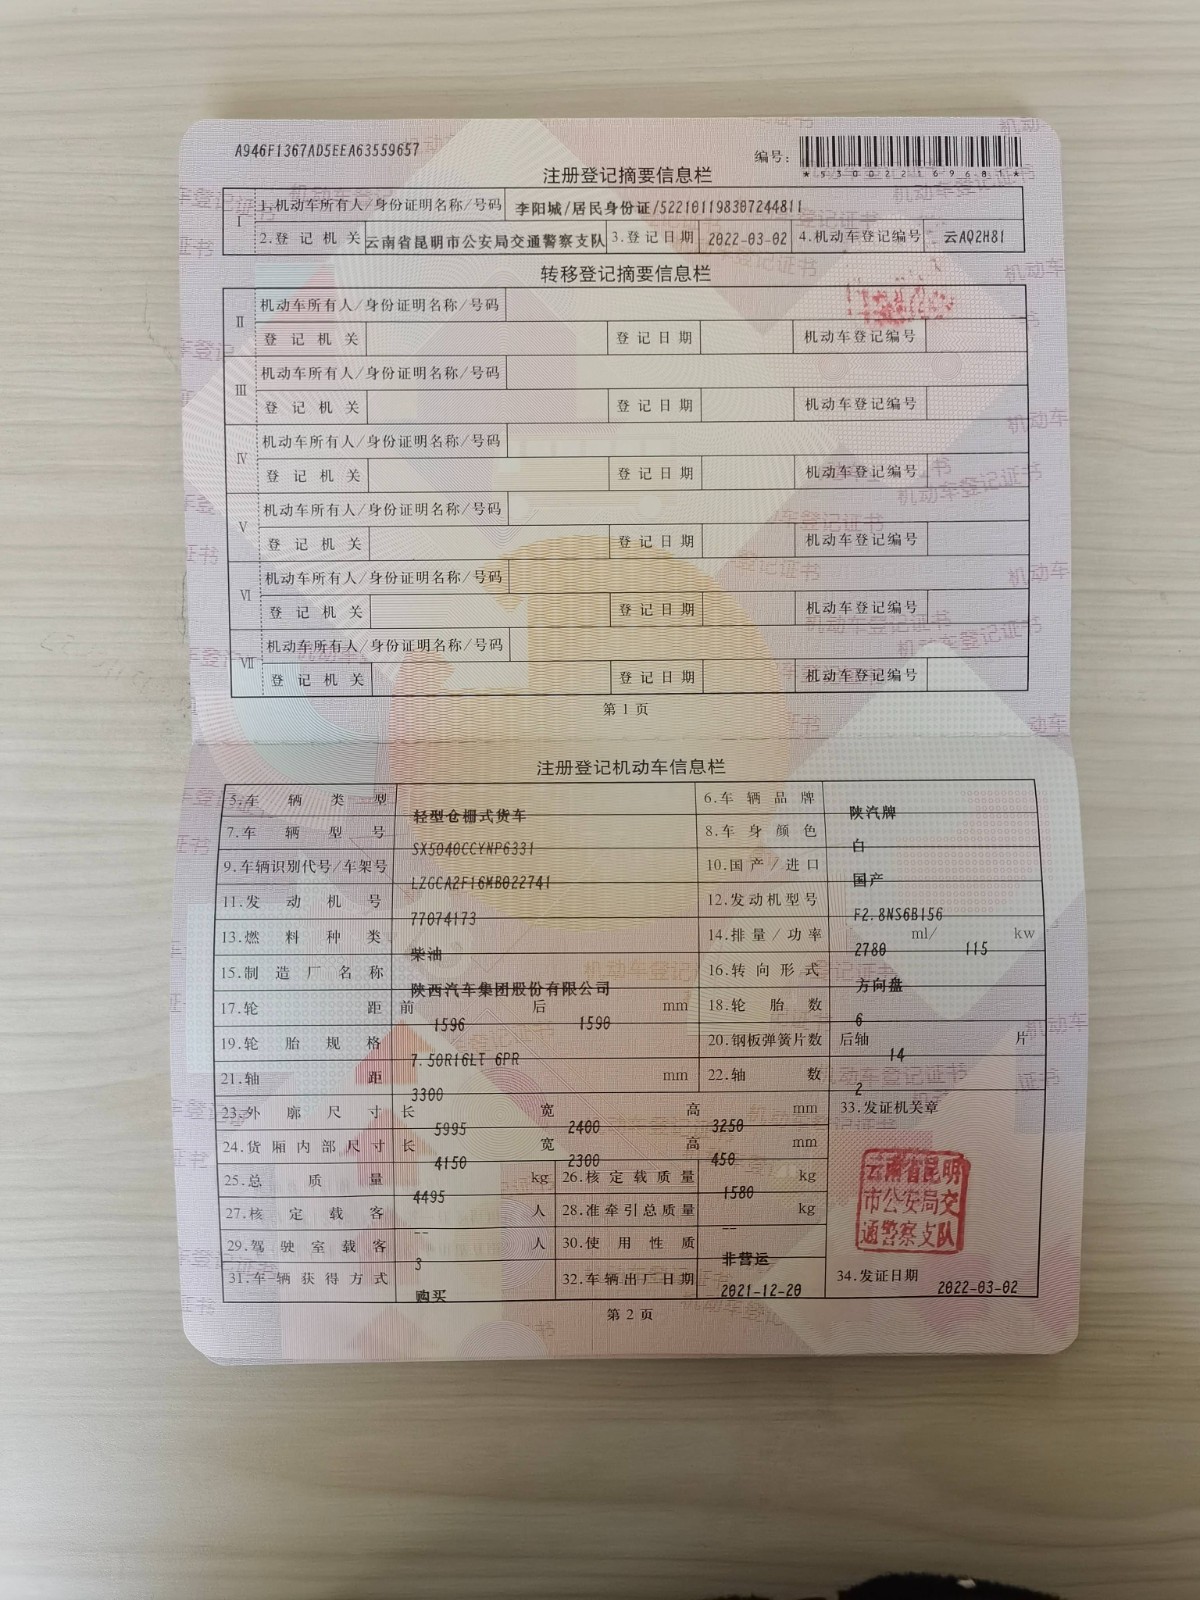 A946F1367AD5EEA63559657
编号：
*530022169681*
注册登记摘要信息栏
I 1.机动车所有人/身份证明名称/号码 李阳城/居民身份证/522101198307244811
2.登记机关 云南省昆明市公安局交通警察支队 3.登记日期 2022-03-02 4.机动车登记编号 云AQ2H81
转移登记摘要信息栏
II 机动车所有人/身份证明名称/号码
登记机关 登记日期 机动车登记编号
III 机动车所有人/身份证明名称/号码
登记机关 登记日期 机动车登记编号
IV 机动车所有人/身份证明名称/号码
登记机关 登记日期 机动车登记编号
V 机动车所有人/身份证明名称/号码
登记机关 登记日期 机动车登记编号
VI 机动车所有人/身份证明名称/号码
登记机关 登记日期 机动车登记编号
VII 机动车所有人/身份证明名称/号码
登记机关 登记日期 机动车登记编号
第 1 页
注册登记机动车信息栏
5.车辆类型 轻型仓栅式货车 6.车辆品牌 陕汽牌
7.车辆型号 SX5040CCYNP6331 8.车身颜色 白
9.车辆识别代号/车架号 LZGCA2F16MB022741 10.国产/进口 国产
11.发动机号 77074173 12.发动机型号 F2.8NS6B156
13.燃料种类 柴油 14.排量/功率 2780 ml/ 115 kw
15.制造厂名称 陕西汽车集团股份有限公司 16.转向形式 方向盘
17.轮距 前 1596 后 1590 mm 18.轮胎数 6
19.轮胎规格 7.50R16LT 6PR 20.钢板弹簧片数 后轴 14 片
21.轴距 3300 mm 22.轴数 2
23.外廓尺寸 长 5995 宽 2400 高 3250 mm 33.发证机关章
24.货厢内部尺寸 长 4150 宽 2300 高 450 mm
25.总质量 4495 kg 26.核定载质量 1580 kg
27.核定载客 -- 人 28.准牵引总质量 -- kg
29.驾驶室载客 3 人 30.使用性质 非营运
31.车辆获得方式 购买 32.车辆出厂日期 2021-12-20 34.发证日期 2022-03-02
云南省昆明
市公安局交
通警察支队
第 2 页